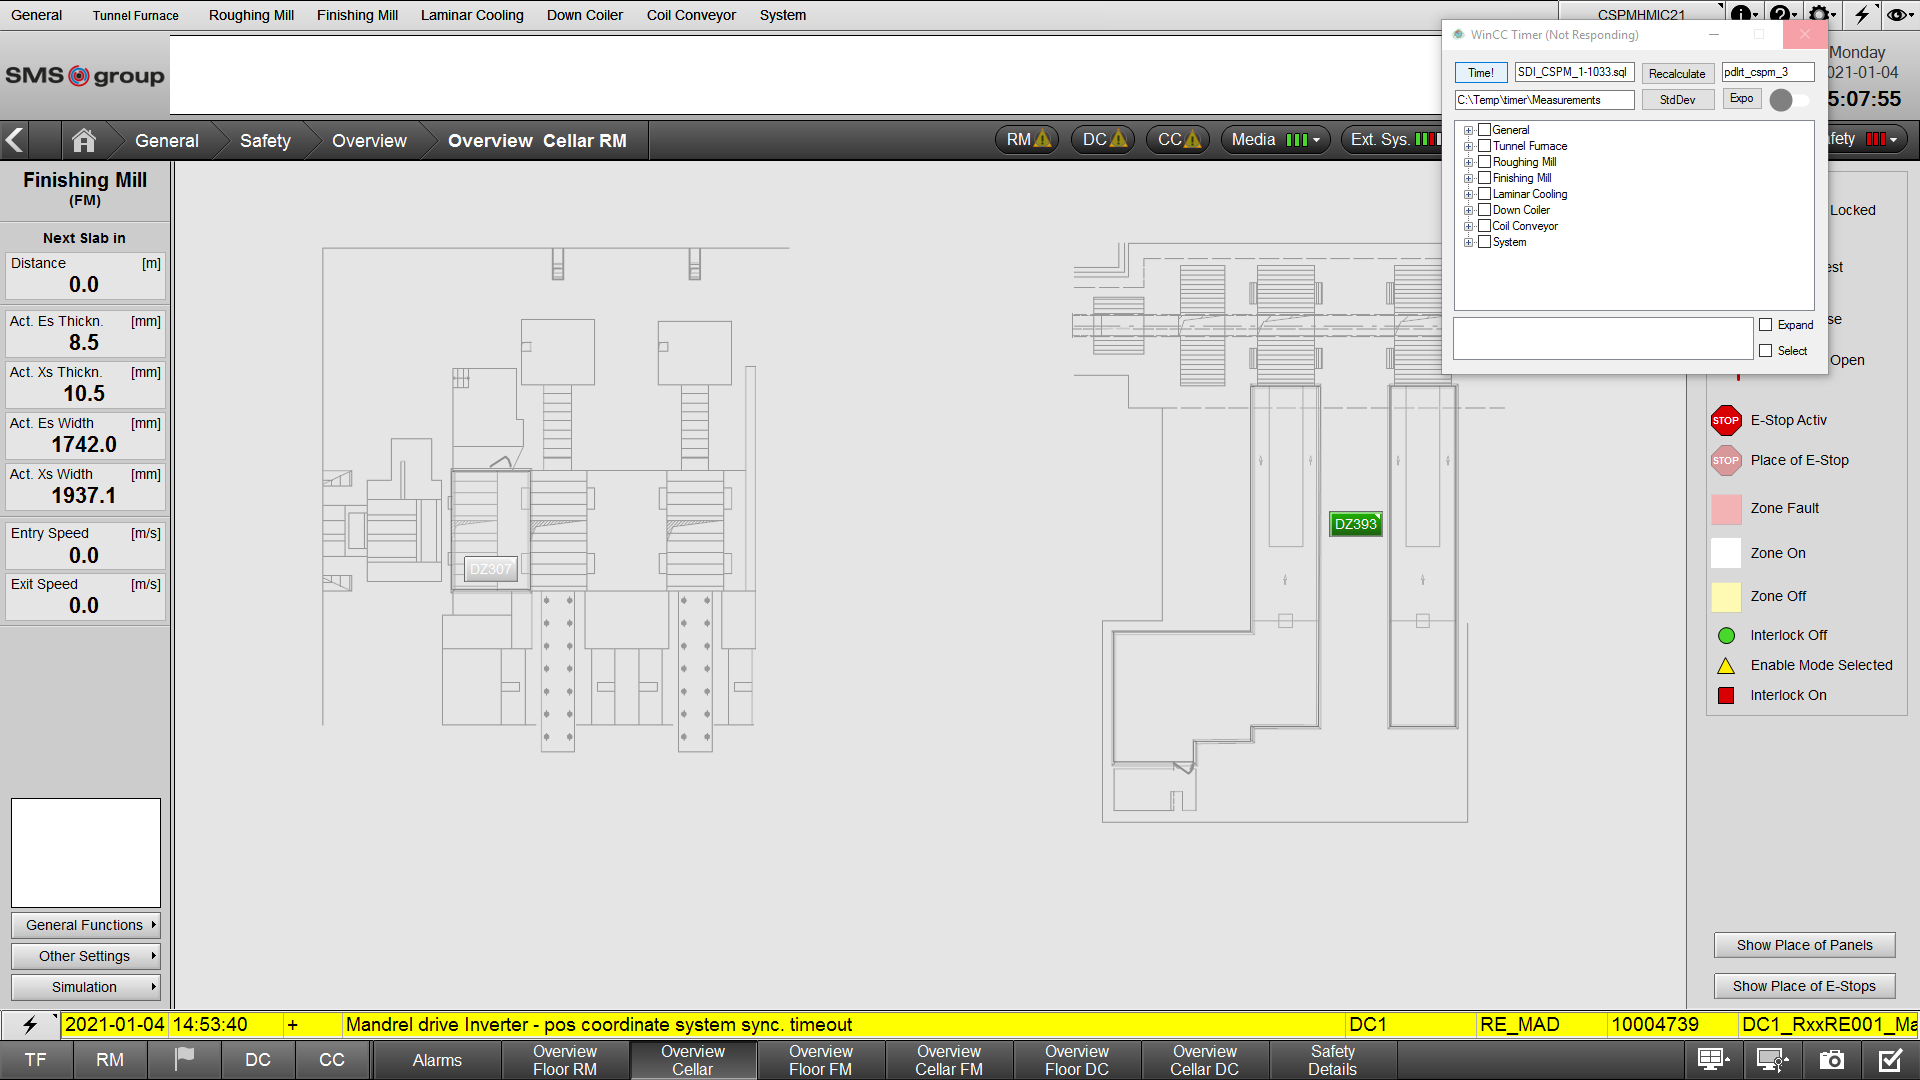 General Tunnel Furnace Roughing Mill Finishing Mill Laminar Cooling Down Coiler Coil Conveyor System CSPMHMIC21
SMS group
WinCC Timer (Not Responding)
Time! SDI_CSPM_1-1033.sql Recalculate pdlrt_cspm_3
C:\Temp\timer\Measurements StdDev Expo
General
Tunnel Furnace
Roughing Mill
Finishing Mill
Laminar Cooling
Down Coiler
Coil Conveyor
System
Expand
Select
Monday
021-01-04
5:07:55
General Safety Overview Overview Cellar RM RM DC CC Media Ext. Sys. fety
Finishing Mill
(FM)
Next Slab in
Distance [m]
0.0
Act. Es Thickn. [mm]
8.5
Act. Xs Thickn. [mm]
10.5
Act. Es Width [mm]
1742.0
Act. Xs Width [mm]
1937.1
Entry Speed [m/s]
0.0
Exit Speed [m/s]
0.0
General Functions
Other Settings
Simulation
DZ307
DZ393
Locked
est
se
Open
STOP E-Stop Activ
STOP Place of E-Stop
Zone Fault
Zone On
Zone Off
Interlock Off
Enable Mode Selected
Interlock On
Show Place of Panels
Show Place of E-Stops
2021-01-04 14:53:40 + Mandrel drive Inverter - pos coordinate system sync. timeout DC1 RE_MAD 10004739 DC1_RxxRE001_Ma
TF RM DC CC Alarms
Overview Floor RM
Overview Cellar
Overview Floor FM
Overview Cellar FM
Overview Floor DC
Overview Cellar DC
Safety Details